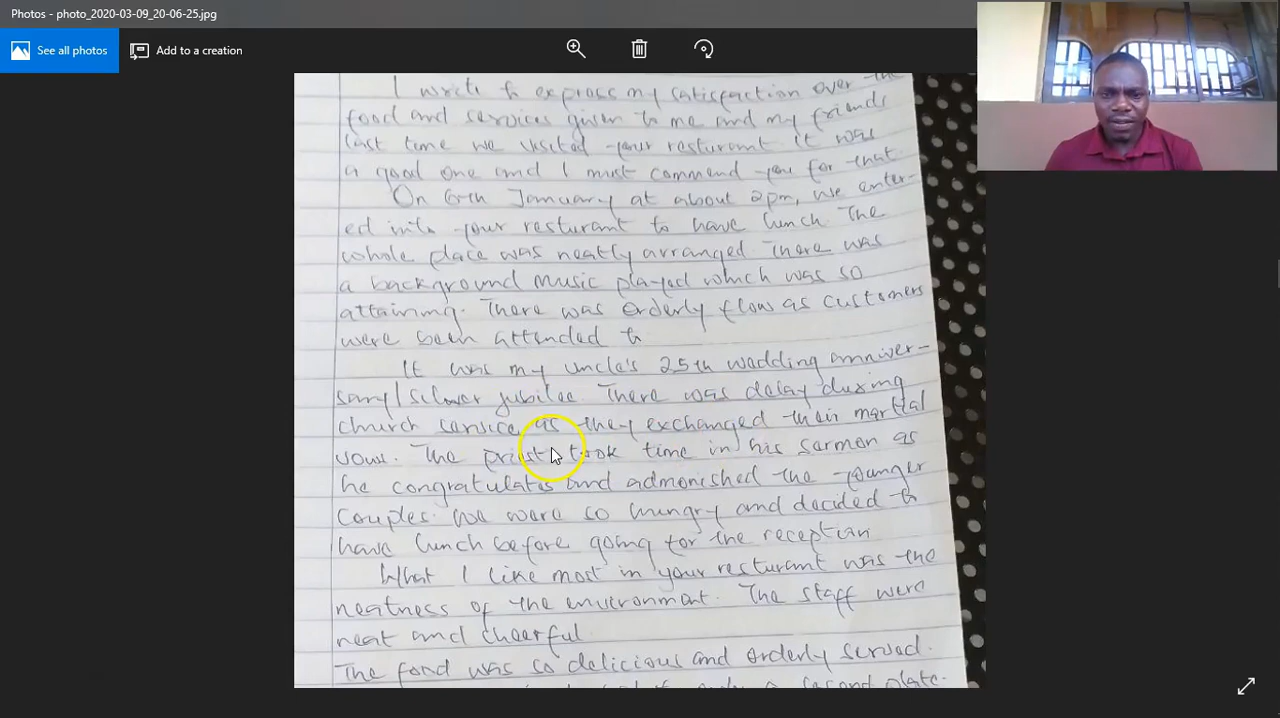 Photos - photo_2020-03-09_20-06-25.jpg
See all photos
Add to a creation
I write to express my satisfaction over the
food and services given to me and my friends
last time we visited your resturant it was
a good one and I must commend you for that.
On 6th January at about 2pm, we enter-
ed into your resturant to have lunch The
whole place was neatly arranged. There was
a background music played which was so
attaining. There was orderly flow as customers
were been attended to
It was my uncle's 25th wedding anniver-
sary/silver jubilee. There was delay during
church service as they exchanged their martial
vows. The priest took time in his sermon as
he congratulates and admonished the younger
couples. We were so hungry and decided to
have lunch before going for the reception
What I like most in your resturant was the
neatness of the environment. The staff were
neat and cheerful
The food was so delicious and orderly served.
a second plate.